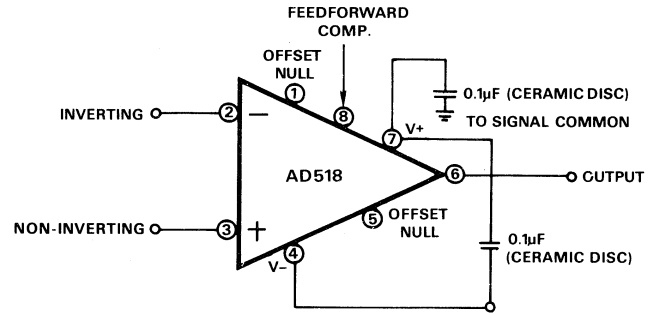 FEEDFORWARD
COMP.
OFFSET
NULL
1
8
0.1µF (CERAMIC DISC)
TO SIGNAL COMMON
INVERTING
2
−
7
V+
AD518
6
OUTPUT
NON-INVERTING
3
+
5
OFFSET
NULL
4
V−
0.1µF
(CERAMIC DISC)